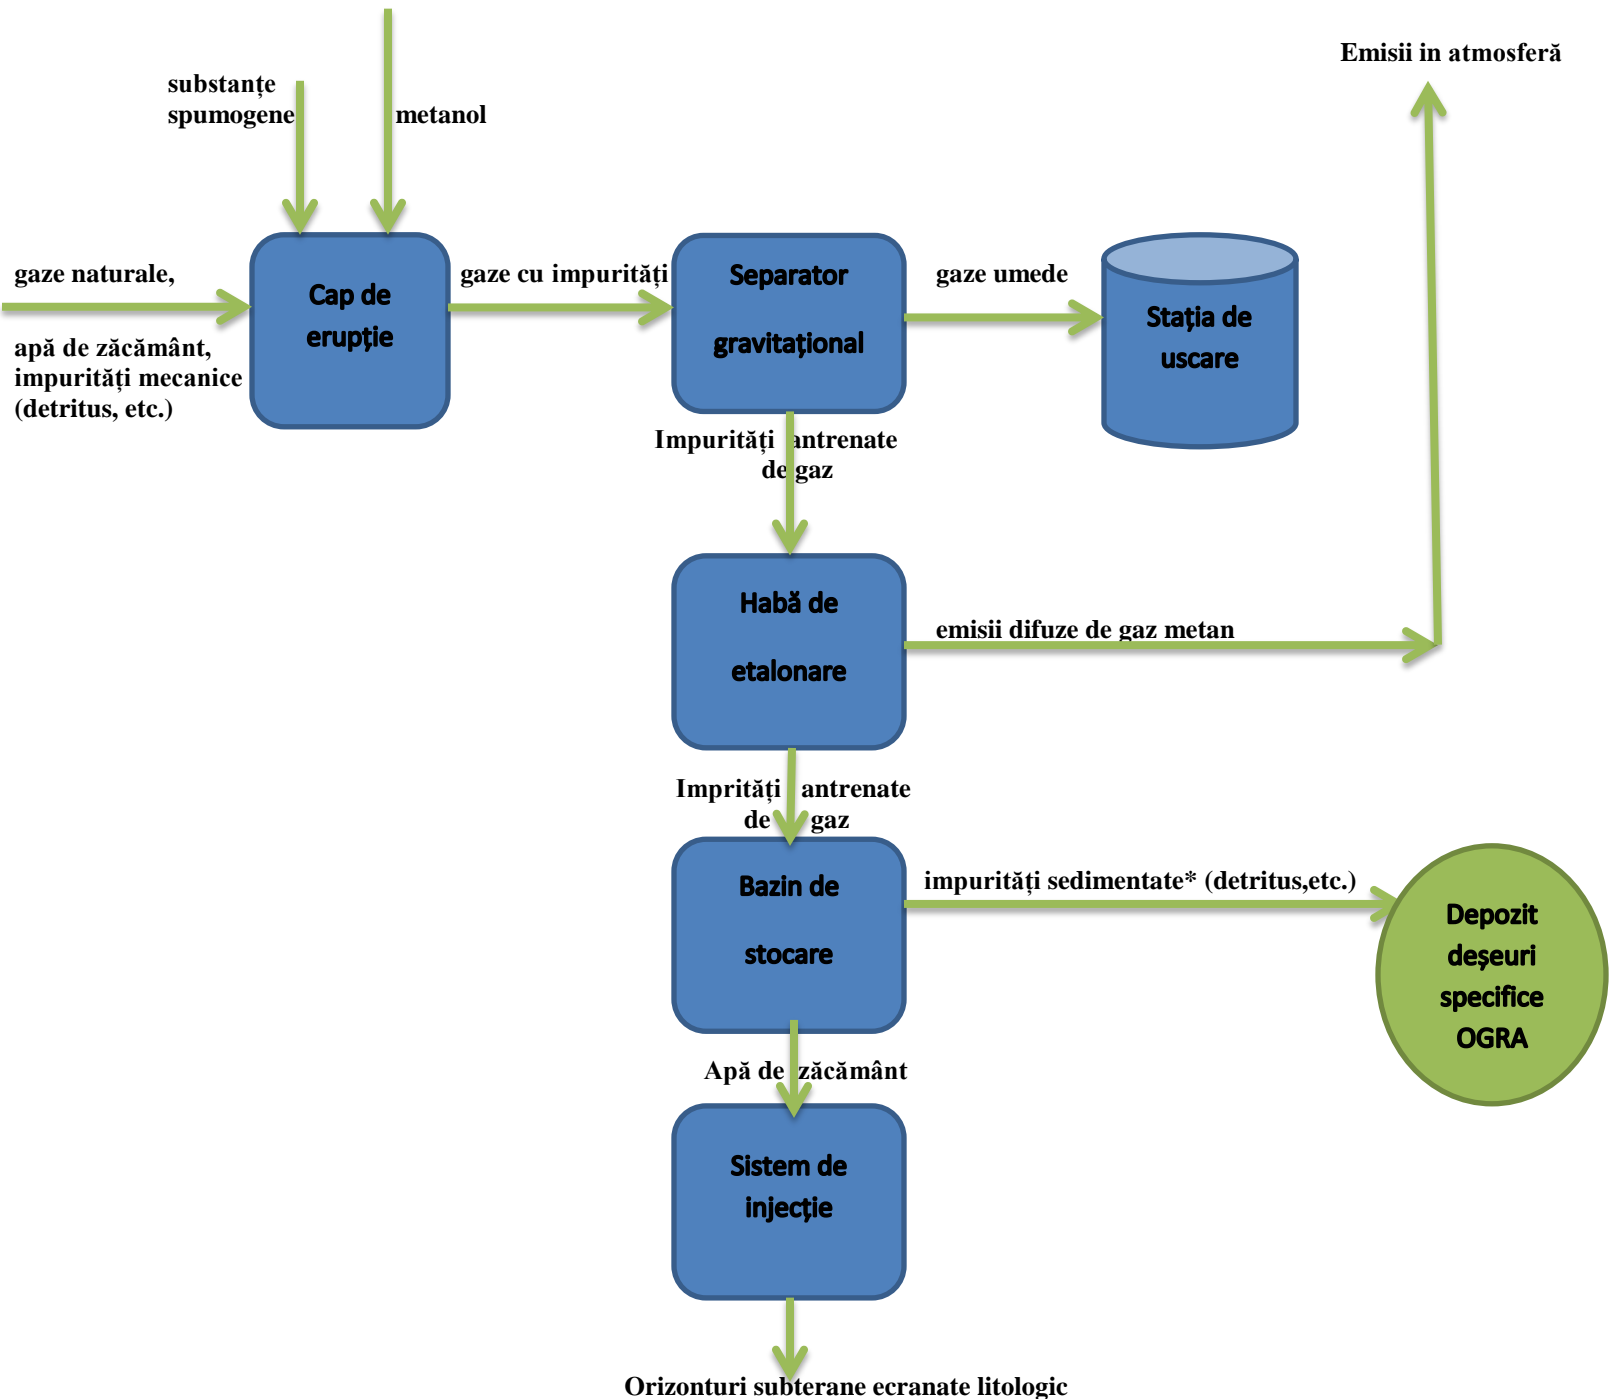 Emisii in atmosferă
substanțe
spumogene
metanol
gaze naturale,
apă de zăcământ,
impurități mecanice
(detritus, etc.)
Cap de
erupție
gaze cu impurități
Separator
gravitațional
gaze umede
Stația de
uscare
Impurități antrenate
de gaz
Habă de
etalonare
emisii difuze de gaz metan
Imprități antrenate
de gaz
Bazin de
stocare
impurități sedimentate* (detritus,etc.)
Depozit
deșeuri
specifice
OGRA
Apă de zăcământ
Sistem de
injecție
Orizonturi subterane ecranate litologic